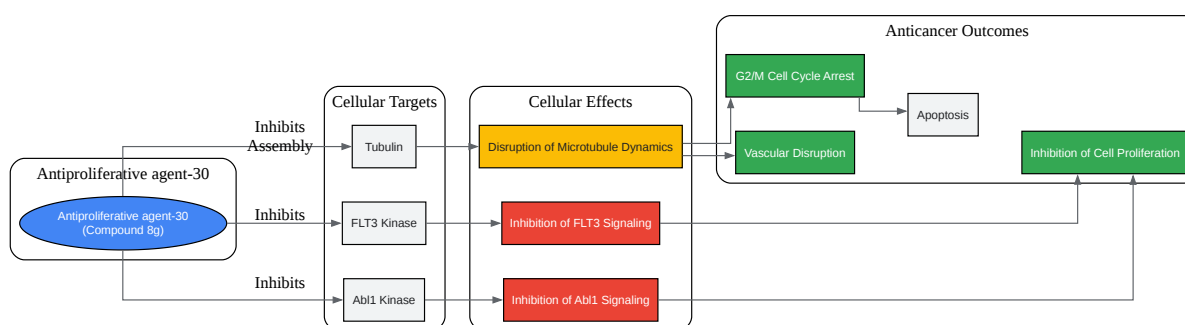 Anticancer Outcomes
G2/M Cell Cycle Arrest
Cellular Targets
Cellular Effects
Apoptosis
Inhibits
Assembly
Tubulin
Disruption of Microtubule Dynamics
Vascular Disruption
Inhibition of Cell Proliferation
Antiproliferative agent-30
Antiproliferative agent-30
(Compound 8g)
Inhibits
FLT3 Kinase
Inhibition of FLT3 Signaling
Inhibits
Abl1 Kinase
Inhibition of Abl1 Signaling